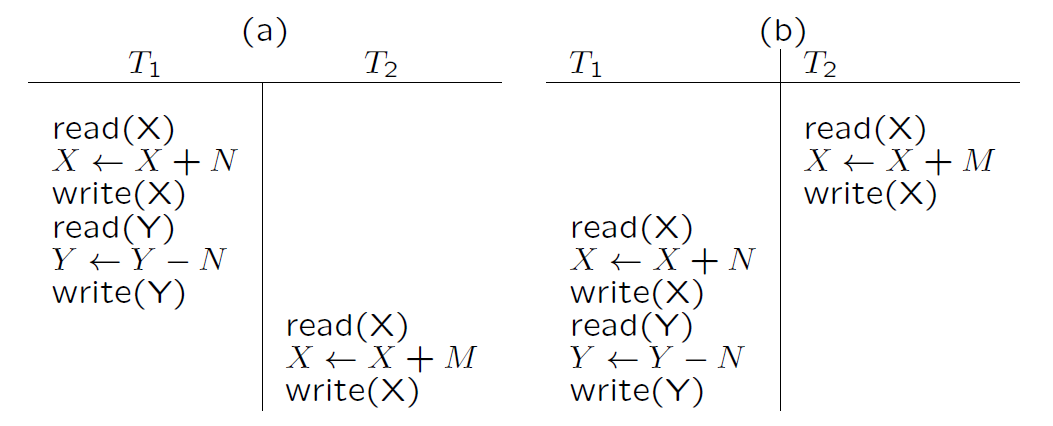 (a)
T₁ T₂
read(X)
X ← X + N
write(X)
read(Y)
Y ← Y − N
write(Y)
read(X)
X ← X + M
write(X)
(b)
T₁ T₂
read(X)
X ← X + M
write(X)
read(X)
X ← X + N
write(X)
read(Y)
Y ← Y − N
write(Y)